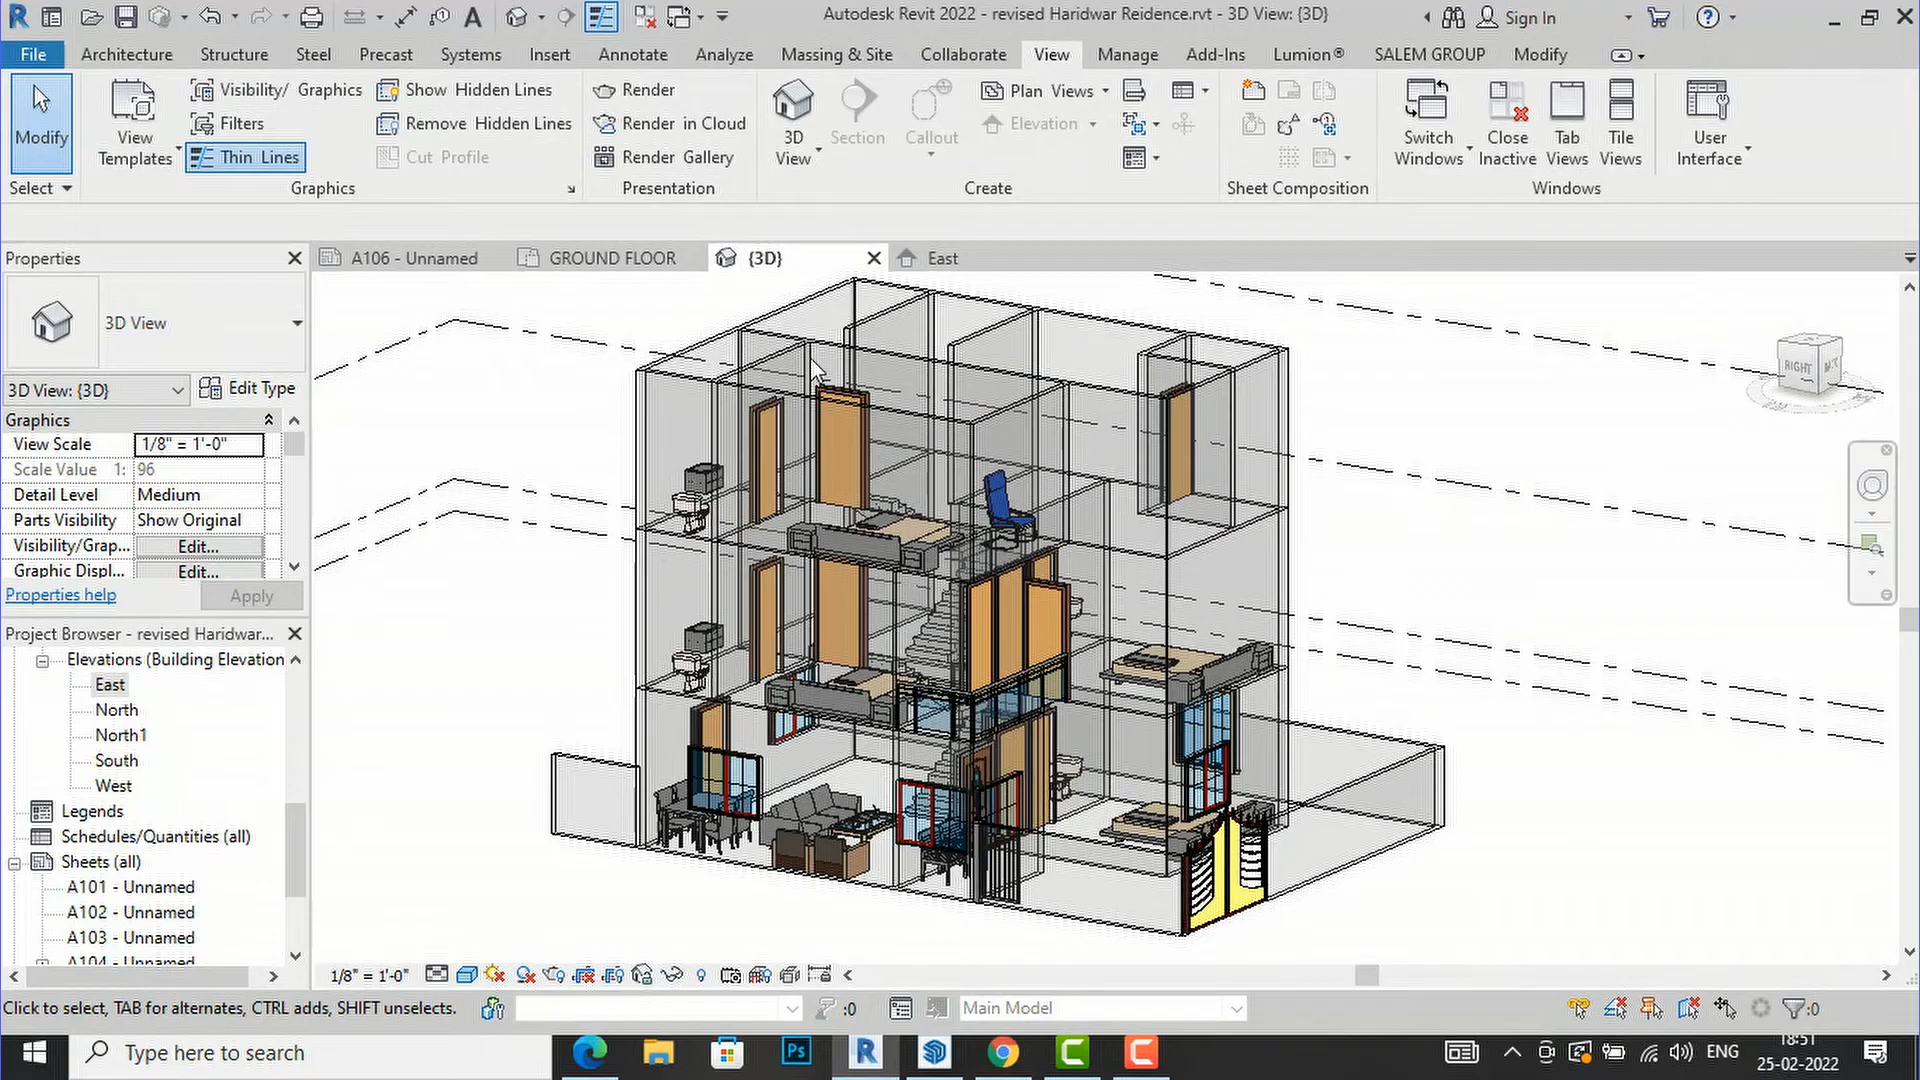 Autodesk Revit 2022 - revised Haridwar Reidence.rvt - 3D View: {3D}
Sign In
File
Architecture
Structure
Steel
Precast
Systems
Insert
Annotate
Analyze
Massing & Site
Collaborate
View
Manage
Add-Ins
Lumion®
SALEM GROUP
Modify
Modify
View
Templates
Visibility/ Graphics
Filters
Thin Lines
Show Hidden Lines
Remove Hidden Lines
Cut Profile
Render
Render in Cloud
Render Gallery
3D
View
Section
Callout
Plan Views
Elevation
Switch
Windows
Close
Inactive
Tab
Views
Tile
Views
User
Interface
Select
Graphics
Presentation
Create
Sheet Composition
Windows
Properties
A106 - Unnamed
GROUND FLOOR
{3D}
East
3D View
3D View: {3D}
Edit Type
Graphics
View Scale
1/8" = 1'-0"
Scale Value 1:
96
Detail Level
Medium
Parts Visibility
Show Original
Visibility/Grap...
Edit...
Graphic Displ...
Edit...
Properties help
Apply
RIGHT
Project Browser - revised Haridwar...
Elevations (Building Elevation
East
North
North1
South
West
Legends
Schedules/Quantities (all)
Sheets (all)
A101 - Unnamed
A102 - Unnamed
A103 - Unnamed
A104 - Unnamed
1/8" = 1'-0"
Click to select, TAB for alternates, CTRL adds, SHIFT unselects.
:0
Main Model
:0
Type here to search
Ps
R
C
C
ENG
18:51
25-02-2022